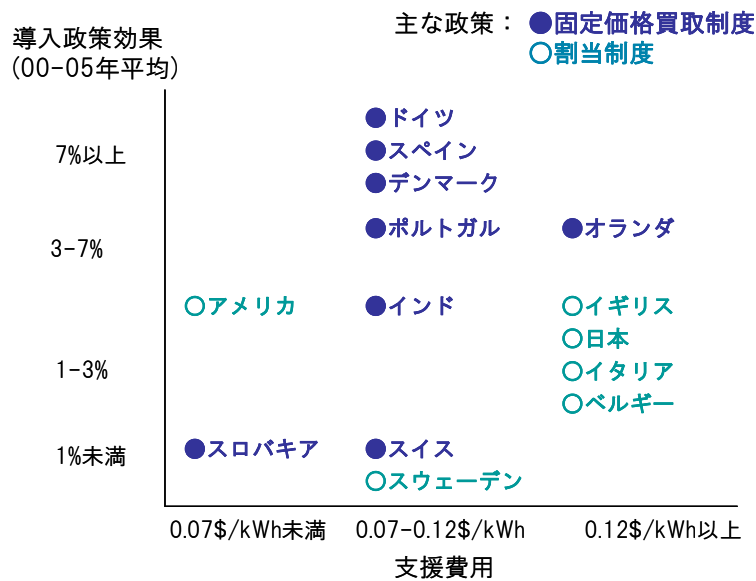 主な政策： ●固定価格買取制度
○割当制度
導入政策効果
(00-05年平均)
7%以上
●ドイツ
●スペイン
●デンマーク
3-7%
●ポルトガル ●オランダ
1-3%
○アメリカ ●インド ○イギリス
○日本
○イタリア
○ベルギー
1%未満
●スロバキア ●スイス
○スウェーデン
0.07$/kWh未満 0.07-0.12$/kWh 0.12$/kWh以上
支援費用